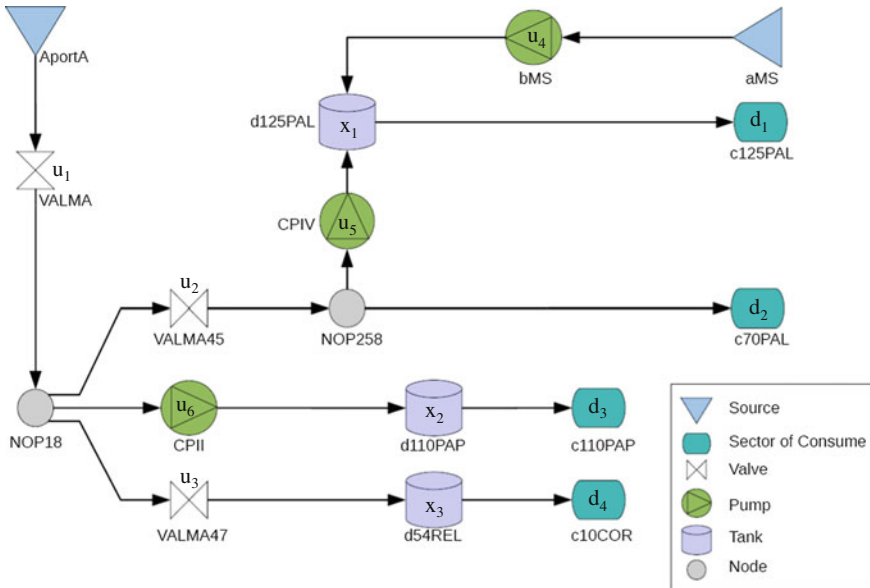 AportA
u₄
bMS
aMS
d125PAL
x₁
d₁
c125PAL
u₁
VALMA
CPIV
u₅
u₂
VALMA45
NOP258
d₂
c70PAL
NOP18
u₆
CPII
x₂
d110PAP
d₃
c110PAP
u₃
VALMA47
x₃
d54REL
d₄
c10COR
Source
Sector of Consume
Valve
Pump
Tank
Node